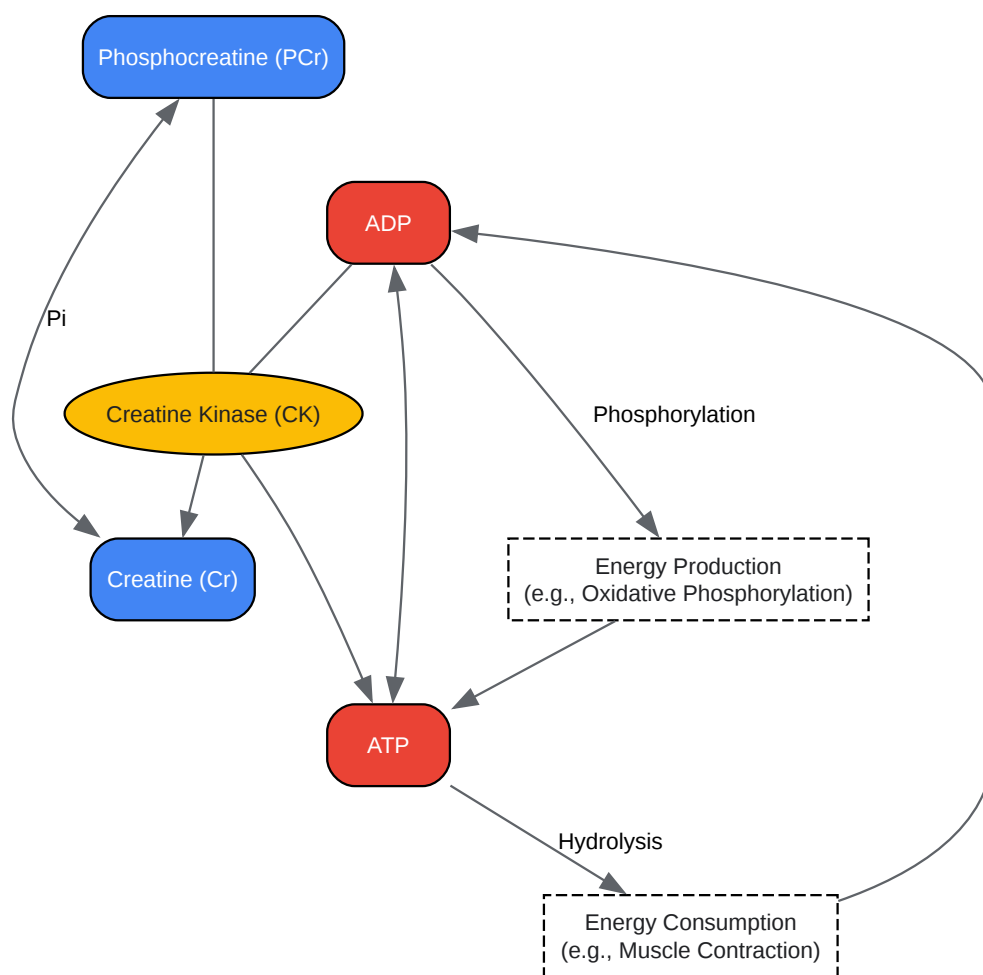 Phosphocreatine (PCr)
ADP
Pi
Creatine Kinase (CK)
Phosphorylation
Creatine (Cr)
Energy Production
(e.g., Oxidative Phosphorylation)
ATP
Hydrolysis
Energy Consumption
(e.g., Muscle Contraction)